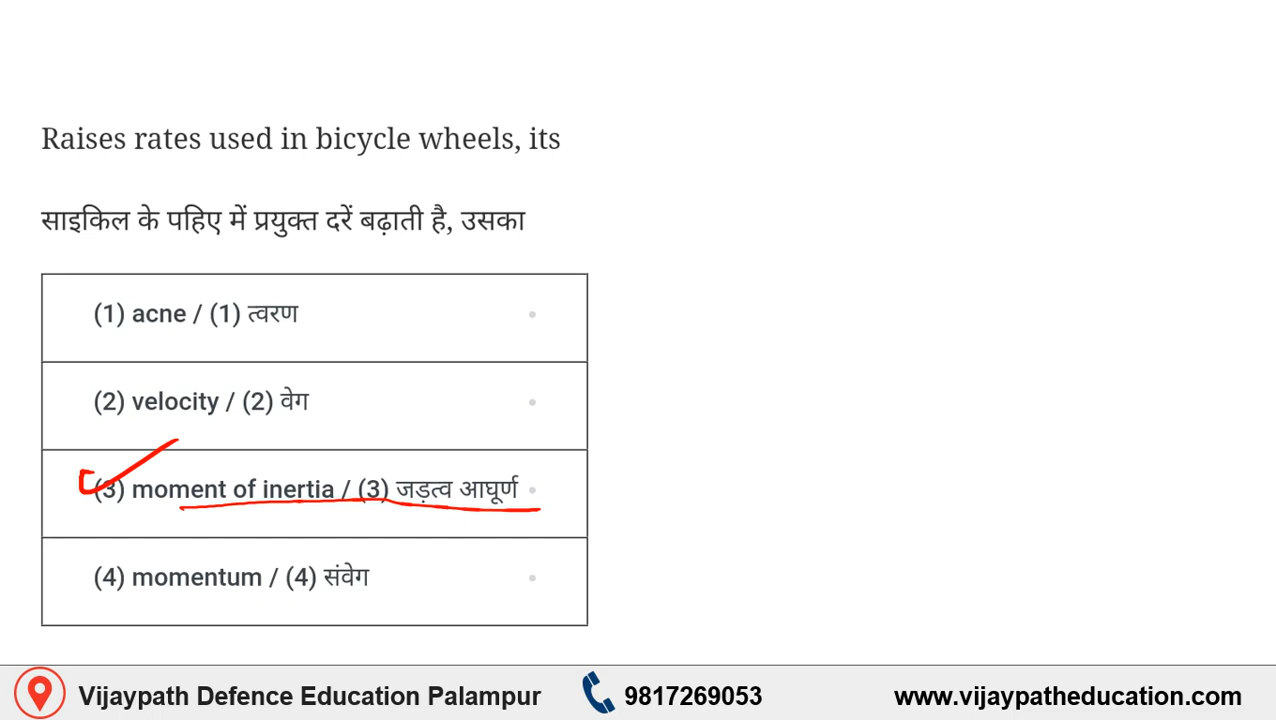 Raises rates used in bicycle wheels, its
साइकिल के पहिए में प्रयुक्त दरें बढ़ाती है, उसका
(1) acne / (1) त्वरण
(2) velocity / (2) वेग
(3) moment of inertia / (3) जड़त्व आघूर्ण
(4) momentum / (4) संवेग
Vijaypath Defence Education Palampur 9817269053 www.vijaypatheducation.com